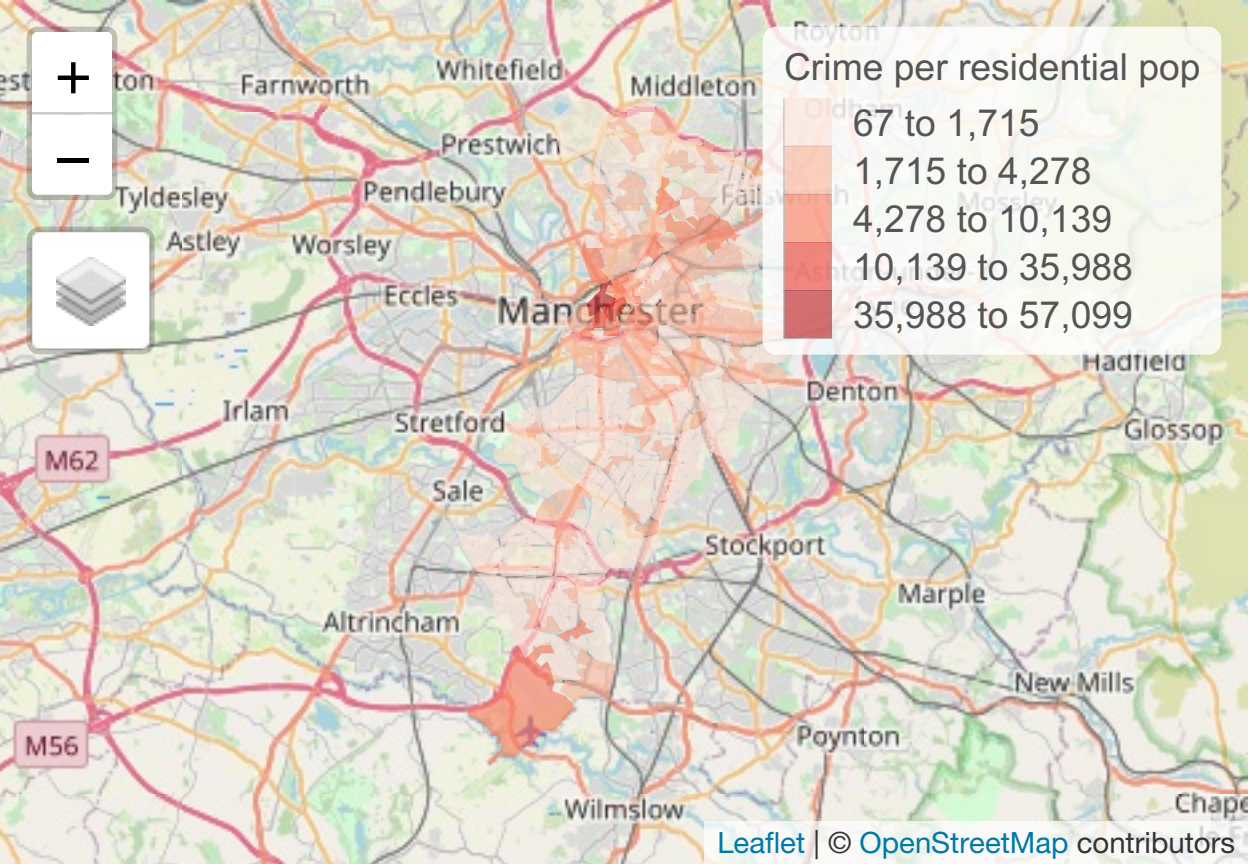 Royton
+
Farnworth
Whitefield
Middleton
Crime per residential pop
Oldham
67 to 1,715
Prestwich
−
1,715 to 4,278
Tyldesley
Pendlebury
Failsworth
Mossley
4,278 to 10,139
Astley
Worsley
10,139 to 35,988
Eccles
Manchester
35,988 to 57,099
Hadfield
Denton
Irlam
Stretford
Glossop
M62
Sale
Stockport
Marple
Altrincham
New Mills
M56
Poynton
Wilmslow
Leaflet | © OpenStreetMap contributors